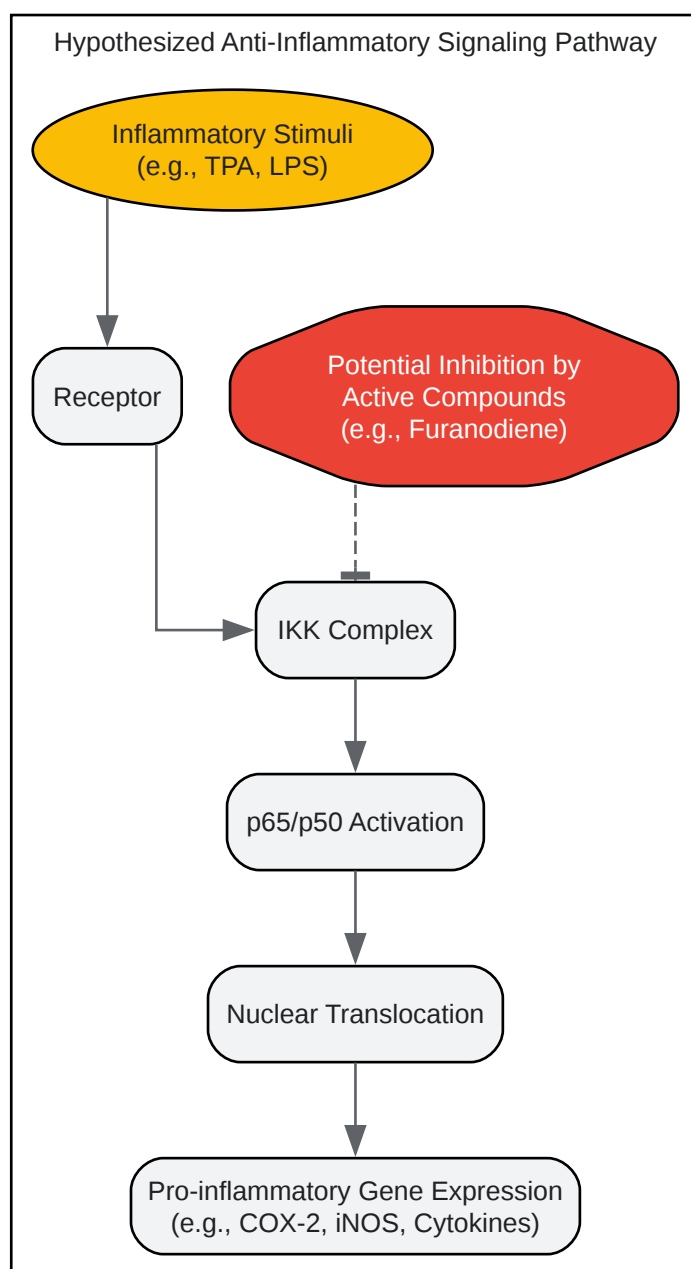 Hypothesized Anti-Inflammatory Signaling Pathway
Inflammatory Stimuli
(e.g., TPA, LPS)
Receptor
Potential Inhibition by
Active Compounds
(e.g., Furanodiene)
IKK Complex
p65/p50 Activation
Nuclear Translocation
Pro-inflammatory Gene Expression
(e.g., COX-2, iNOS, Cytokines)